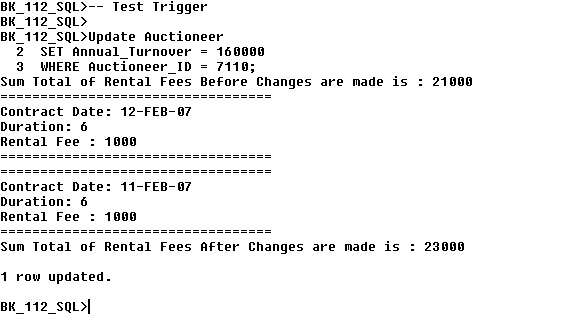 BK_112_SQL>-- Test Trigger
BK_112_SQL>
BK_112_SQL>Update Auctioneer
  2  SET Annual_Turnover = 160000
  3  WHERE Auctioneer_ID = 7110;
Sum Total of Rental Fees Before Changes are made is : 21000
==================================
Contract Date: 12-FEB-07
Duration: 6
Rental Fee : 1000
==================================
==================================
Contract Date: 11-FEB-07
Duration: 6
Rental Fee : 1000
==================================
Sum Total of Rental Fees After Changes are made is : 23000
1 row updated.
BK_112_SQL>